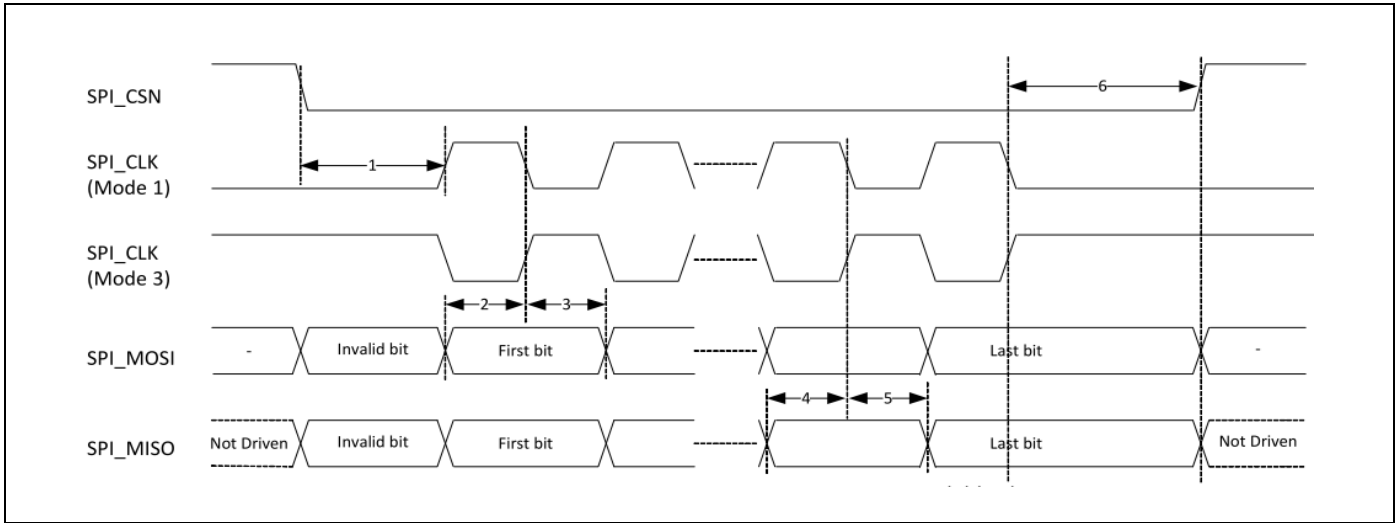 SPI_CSN
6
SPI_CLK
(Mode 1)
1
SPI_CLK
(Mode 3)
2 3
SPI_MOSI - Invalid bit First bit Last bit -
4 5
SPI_MISO Not Driven Invalid bit First bit Last bit Not Driven